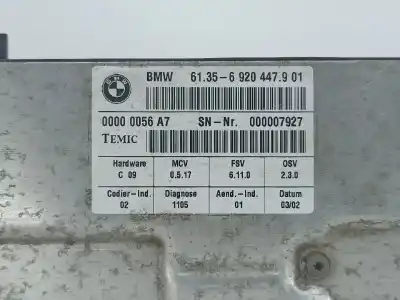 BMW
BMW 61.35-6 920 447.9 01
0000 0056 A7 SN-Nr. 000007927
TEMIC
Hardware MCV FSV OSV
C 09 0.5.17 6.11.0 2.3.0
Codier-Ind. Diagnose Aend.-Ind. Datum
02 1105 01 03/02